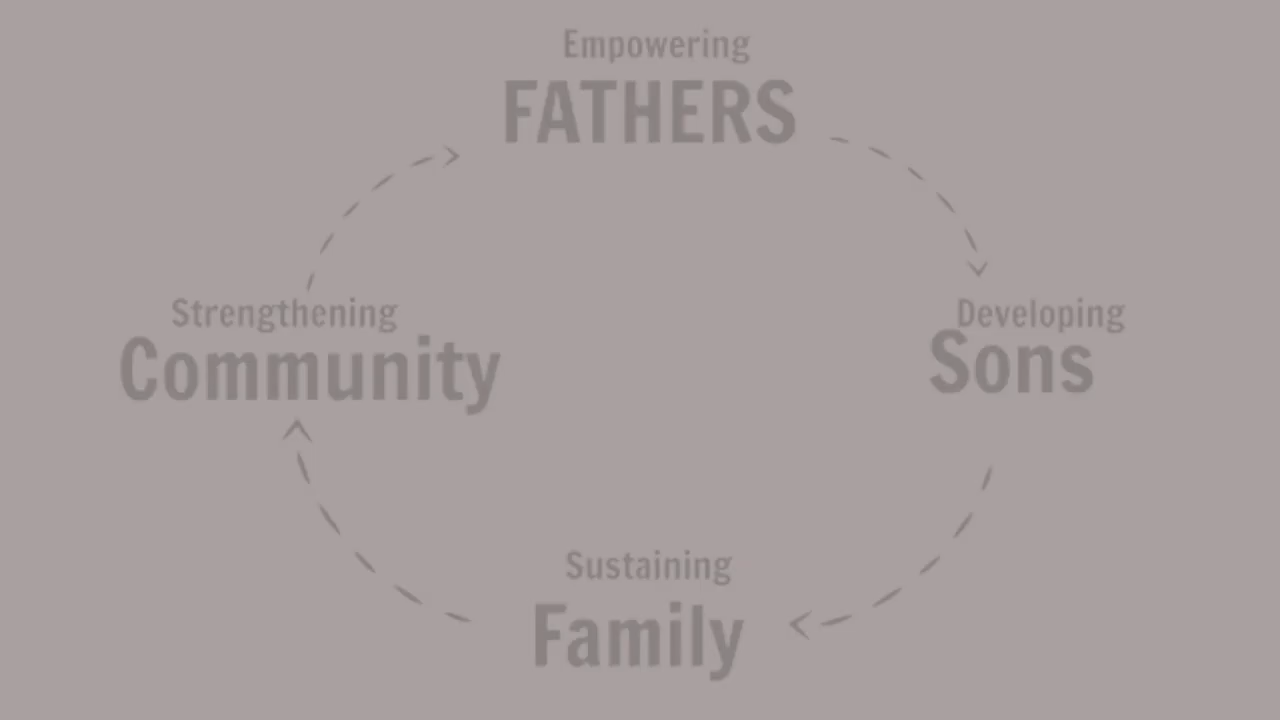 Empowering
FATHERS
Strengthening
Community
Developing
Sons
Sustaining
Family